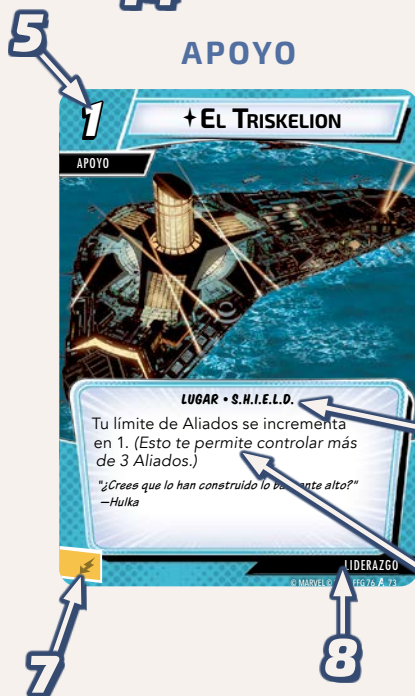 14
5
APOYO
1
EL TRISKELION
APOYO
LUGAR • S.H.I.E.L.D.
Tu límite de Aliados se incrementa
en 1. (Esto te permite controlar más
de 3 Aliados.)
"¿Crees que lo han construido lo ante alto?"
—Hulka
LIDERAZGO
© MARVEL © FFG 76 A 73
7
8